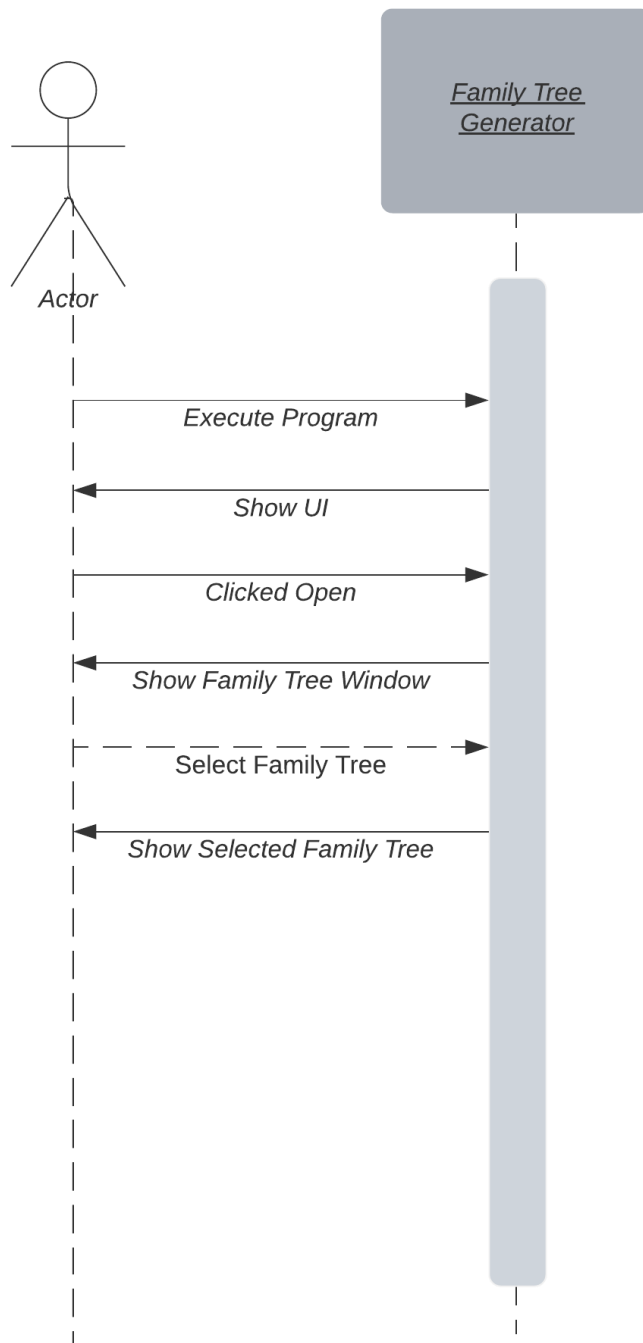 Family Tree
Generator
Actor
Execute Program
Show UI
Clicked Open
Show Family Tree Window
Select Family Tree
Show Selected Family Tree